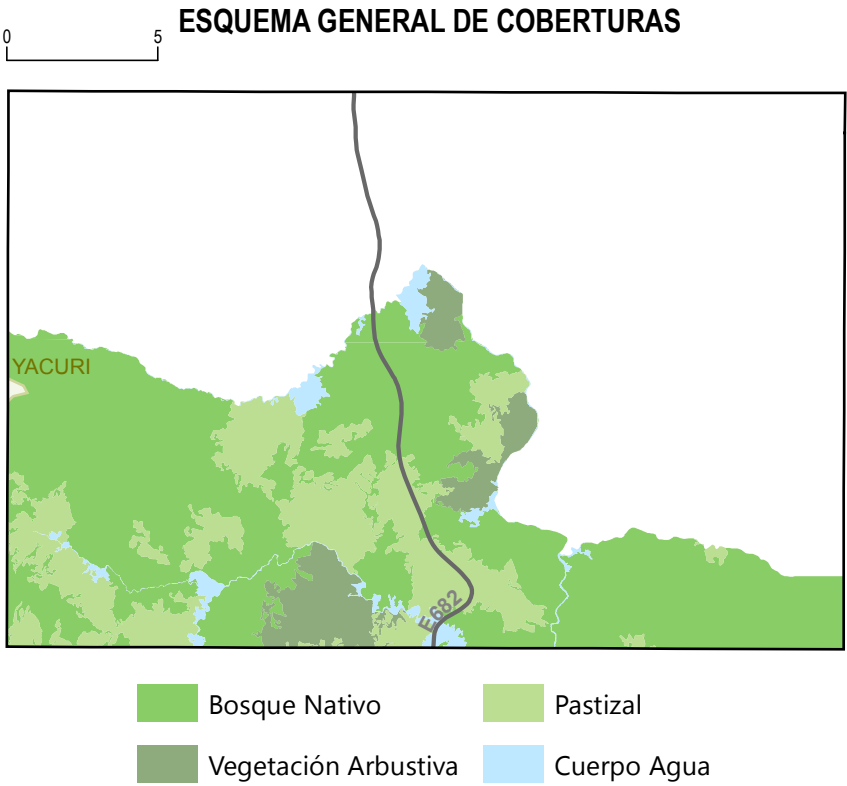 ESQUEMA GENERAL DE COBERTURAS
0 5
YACURI
E682
Bosque Nativo
Pastizal
Vegetación Arbustiva
Cuerpo Agua